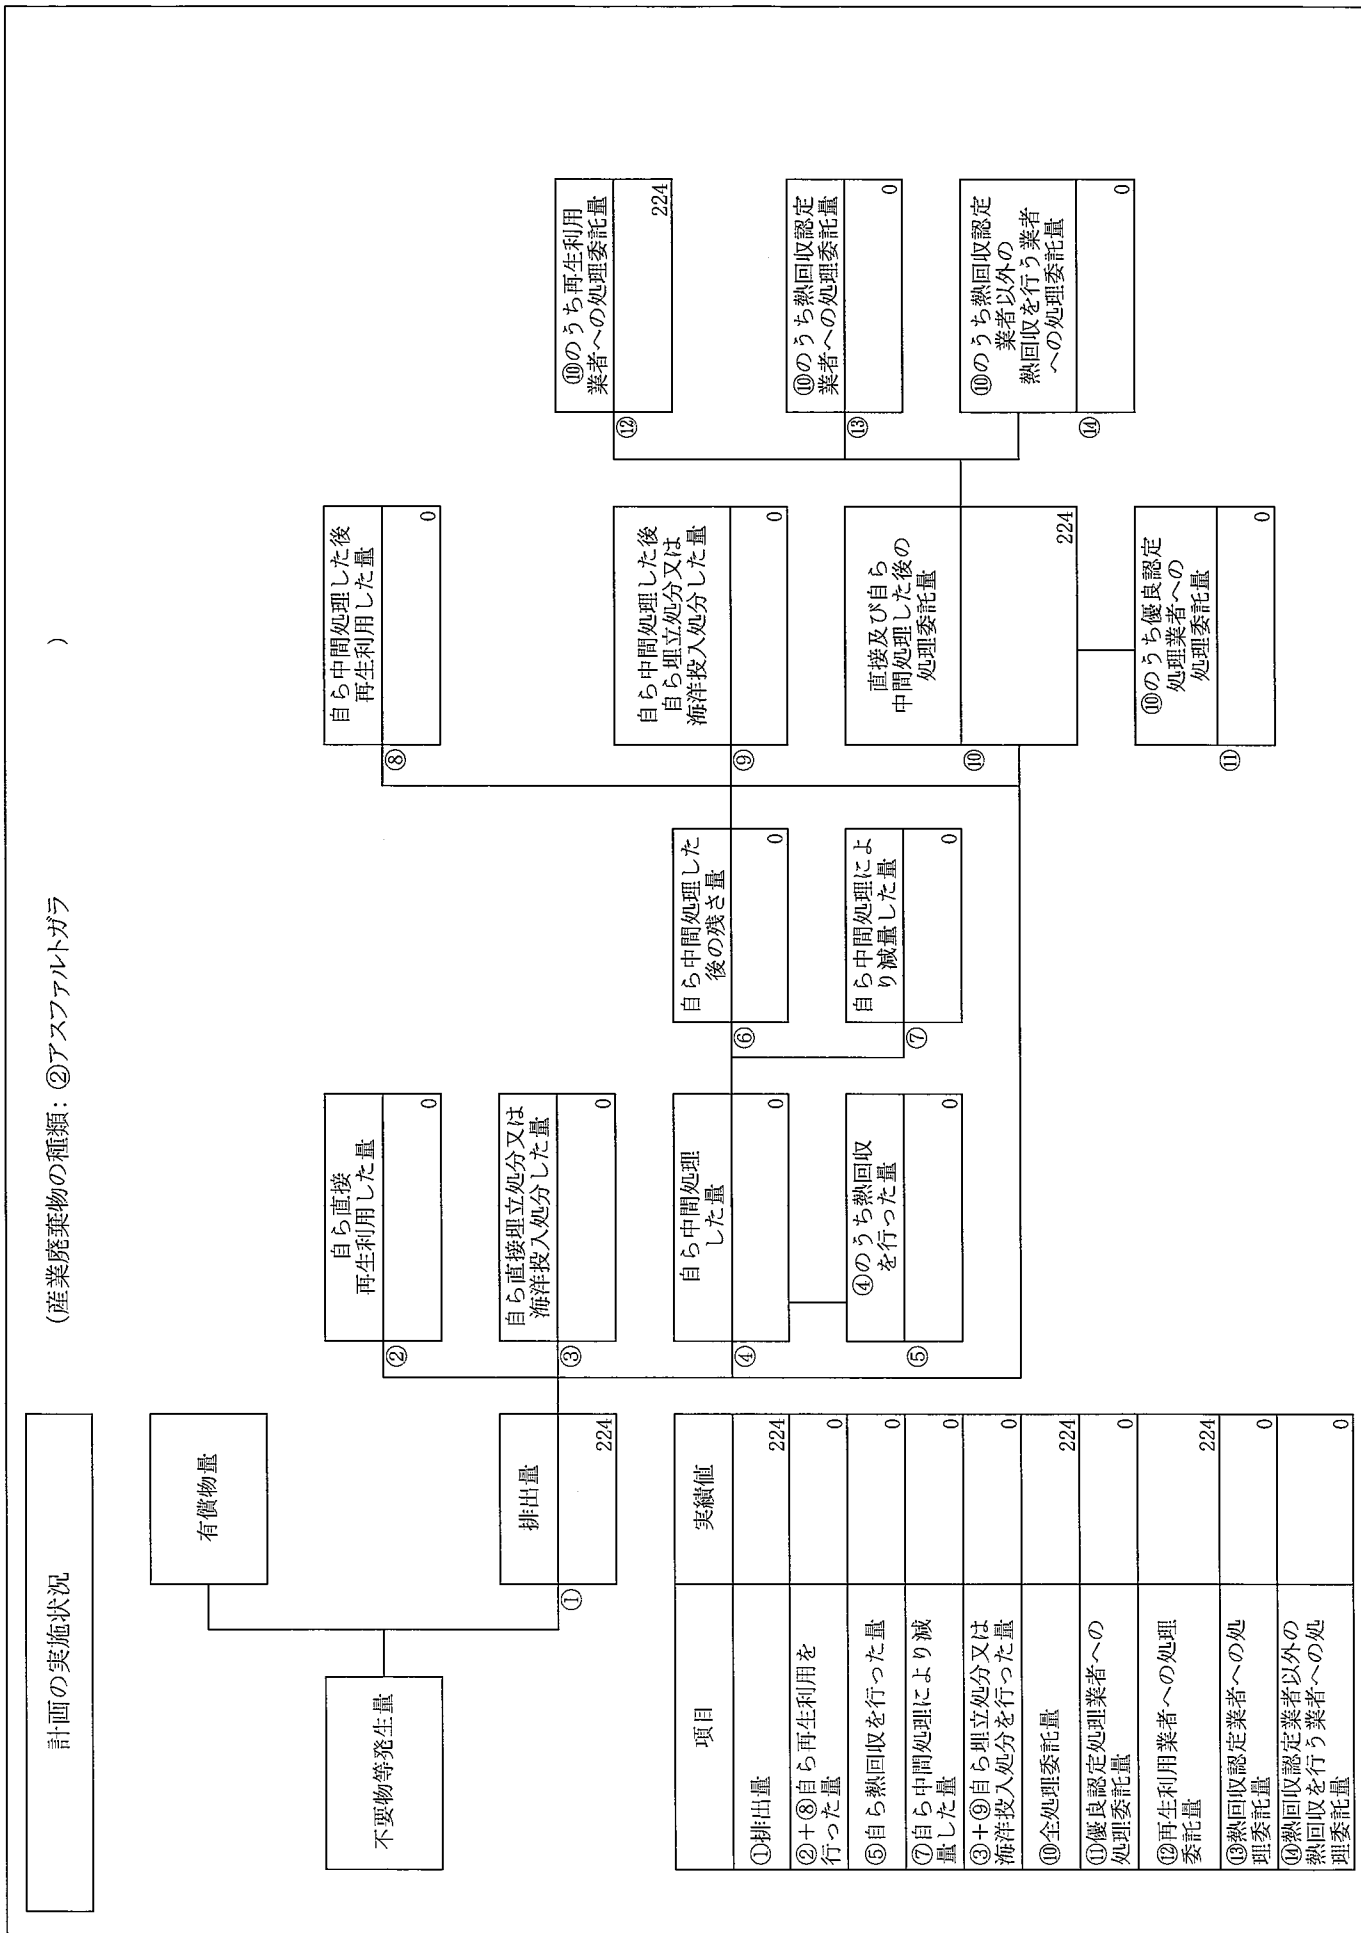 計画の実施状況
(産業廃棄物の種類：②アスファルトガラ
)
不要物等発生量
有償物量
①
排出量
224
②
自ら直接
再生利用した量
0
③
自ら直接埋立処分又は
海洋投入処分した量
0
④
自ら中間処理
した量
0
⑤
④のうち熱回収
を行った量
0
⑥
自ら中間処理した
後の残さ量
0
⑦
自ら中間処理によ
り減量した量
0
⑧
自ら中間処理した後
再生利用した量
0
⑨
自ら中間処理した後
自ら埋立処分又は
海洋投入処分した量
0
⑩
直接及び自ら
中間処理した後の
処理委託量
224
⑪
⑩のうち優良認定
処理業者への
処理委託量
0
⑫
⑩のうち再生利用
業者への処理委託量
224
⑬
⑩のうち熱回収認定
業者への処理委託量
0
⑭
⑩のうち熱回収認定
業者以外の
熱回収を行う業者
への処理委託量
0
項目
実績値
①排出量
224
②＋⑧自ら再生利用を
行った量
0
⑤自ら熱回収を行った量
0
⑦自ら中間処理により減
量した量
0
③＋⑨自ら埋立処分又は
海洋投入処分を行った量
0
⑩全処理委託量
224
⑪優良認定処理業者への
処理委託量
0
⑫再生利用業者への処理
委託量
224
⑬熱回収認定業者への処
理委託量
0
⑭熱回収認定業者以外の
熱回収を行う業者への処
理委託量
0